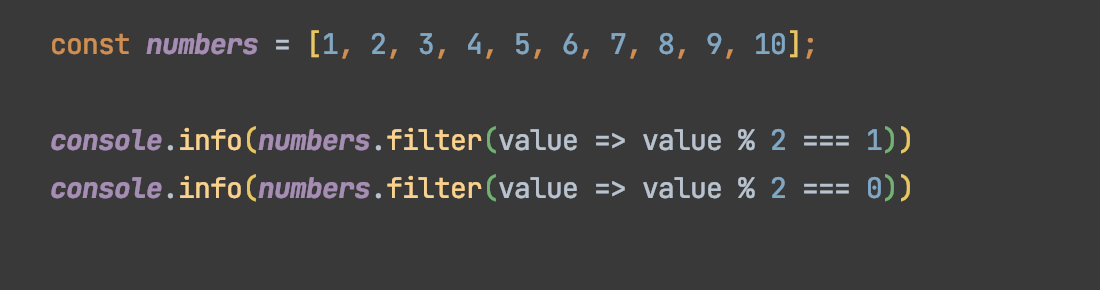 const numbers = [1, 2, 3, 4, 5, 6, 7, 8, 9, 10];
console.info(numbers.filter(value => value % 2 === 1))
console.info(numbers.filter(value => value % 2 === 0))